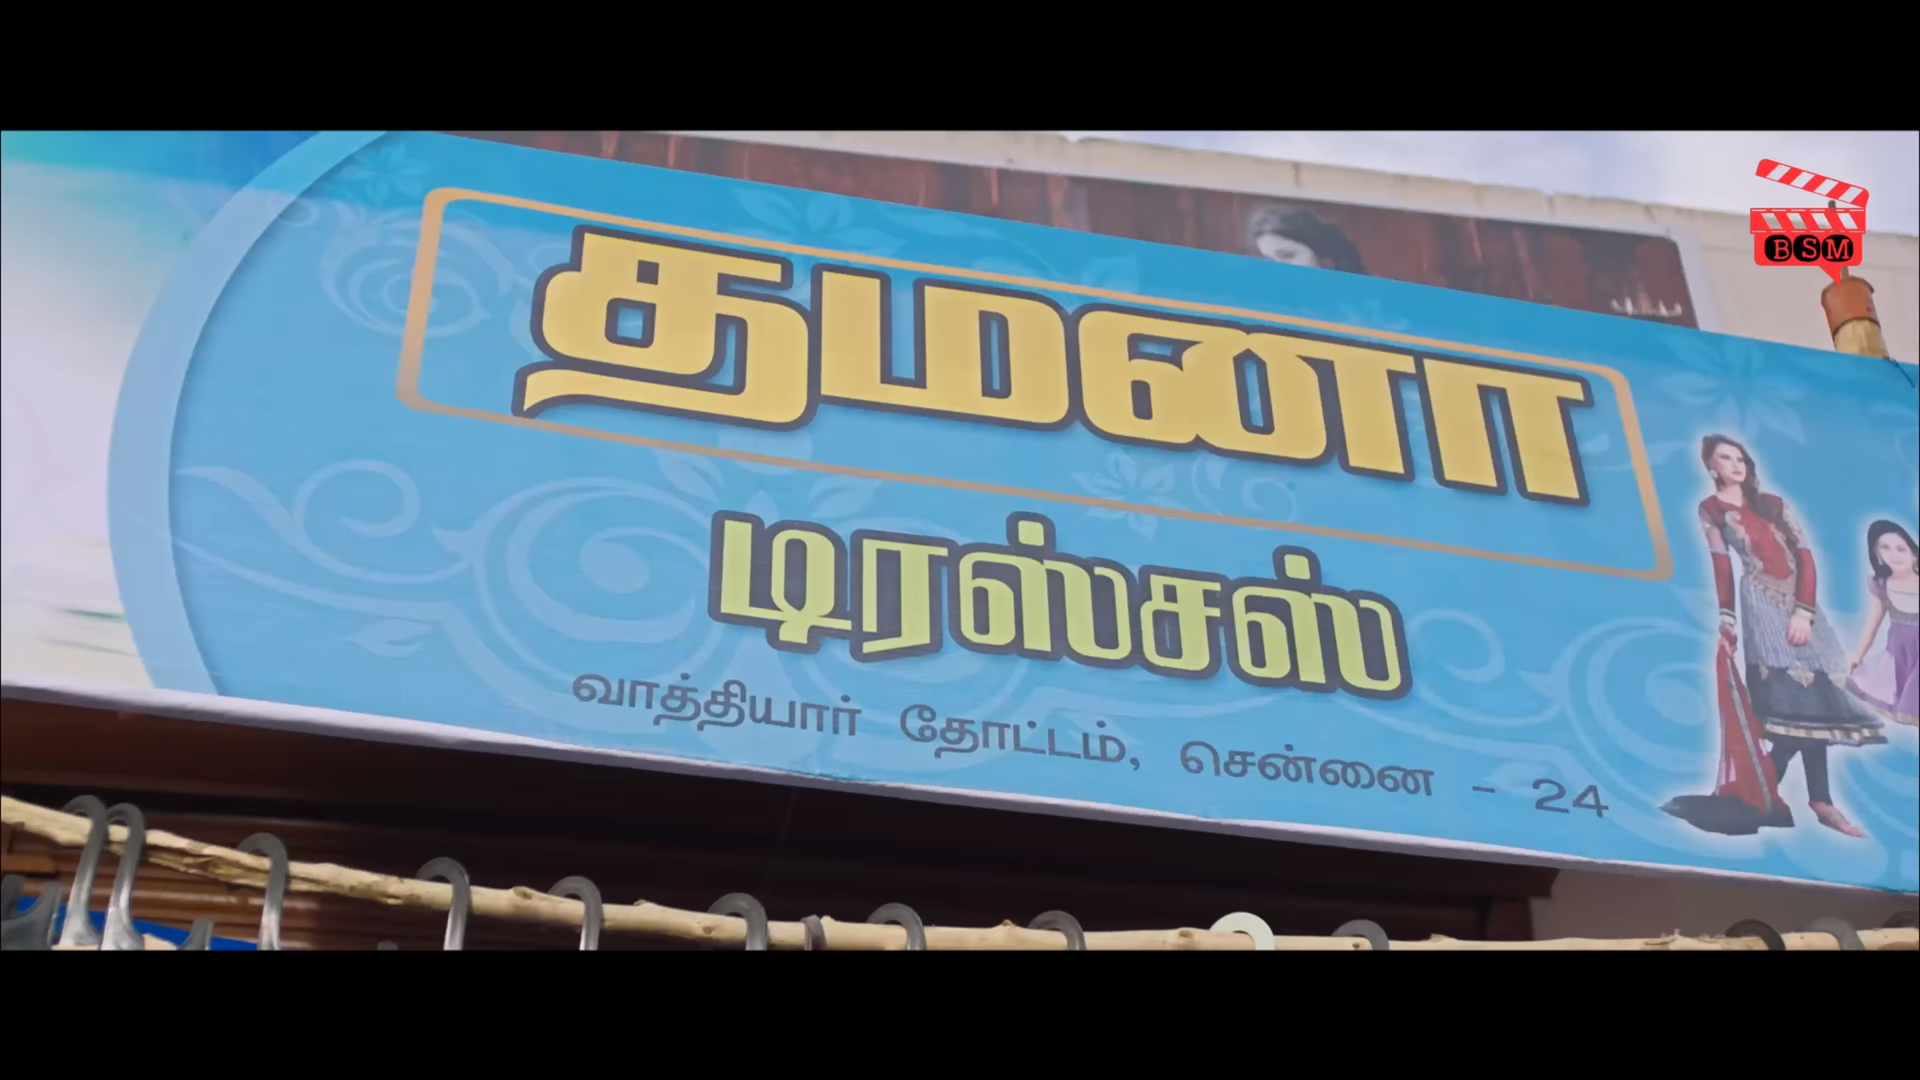 BSM
தமனா
டிரஸ்சஸ்
வாத்தியார் தோட்டம், சென்னை - 24